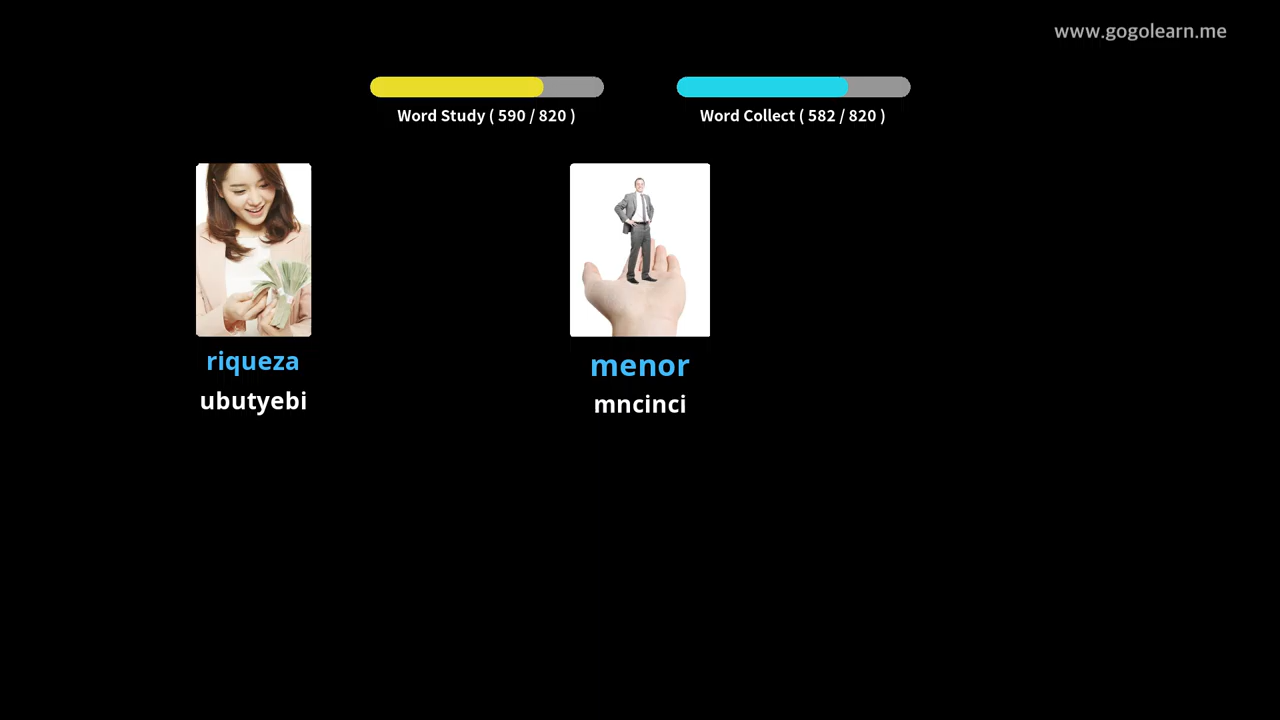 www.gogolearn.me
Word Study ( 590 / 820 )
Word Collect ( 582 / 820 )
riqueza
ubutyebi
menor
mncinci